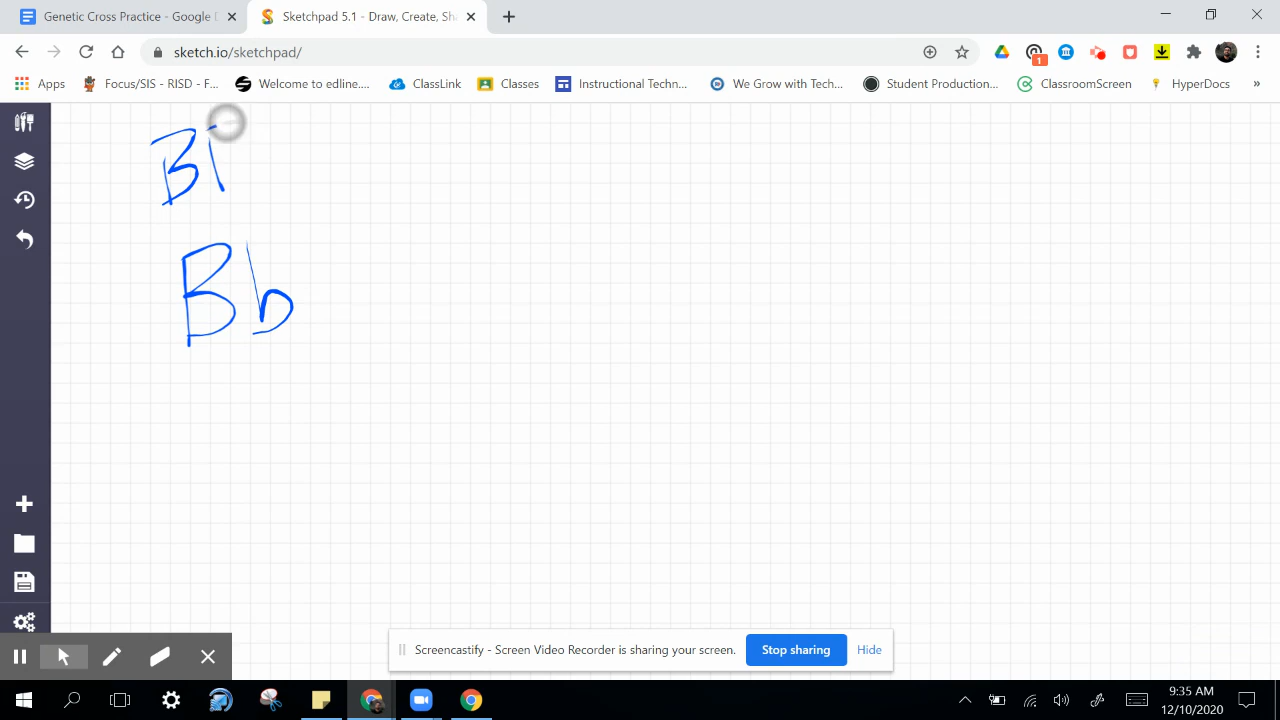 Genetic Cross Practice - Google D
Sketchpad 5.1 - Draw, Create, Sha
sketch.io/sketchpad/
1
Apps Focus/SIS - RISD - F... Welcome to edline.... ClassLink Classes Instructional Techn... We Grow with Tech... Student Production... ClassroomScreen HyperDocs »
Bb
Screencastify - Screen Video Recorder is sharing your screen. Stop sharing Hide
9:35 AM
12/10/2020